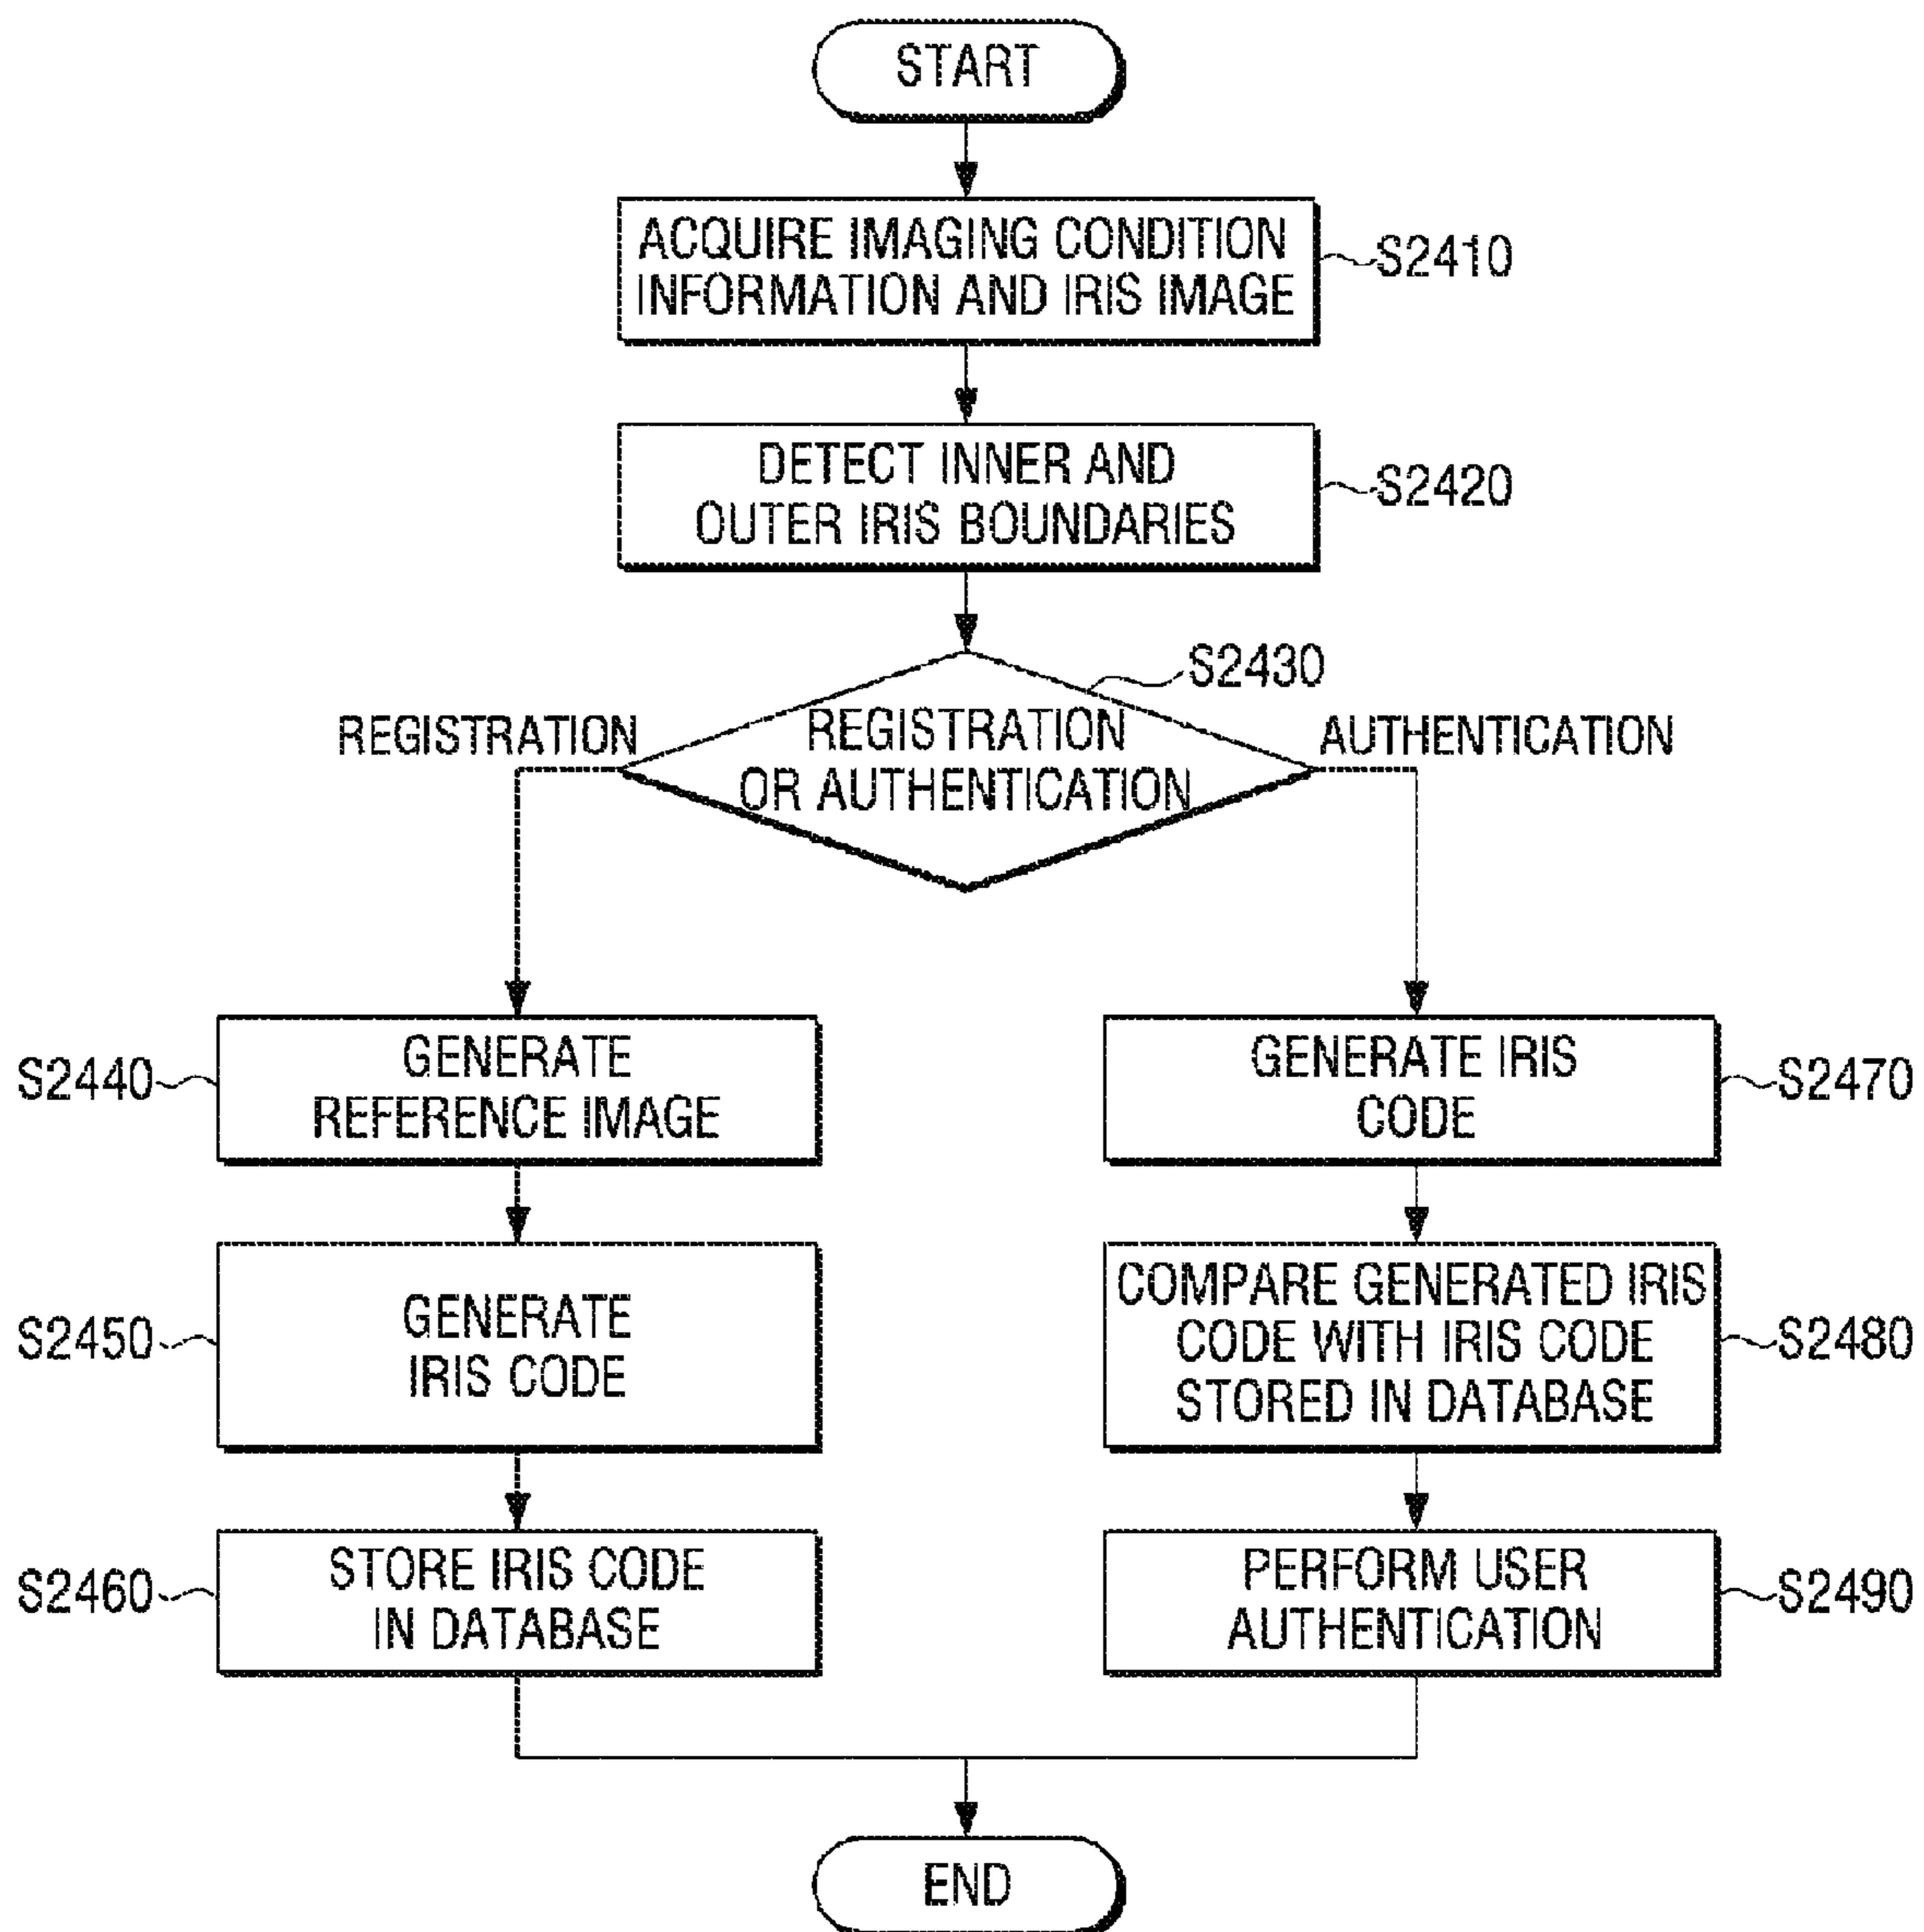 START
ACQUIRE IMAGING CONDITION
INFORMATION AND IRIS IMAGE
S2410
DETECT INNER AND
OUTER IRIS BOUNDARIES
S2420
S2430
REGISTRATION
REGISTRATION
OR AUTHENTICATION
AUTHENTICATION
S2440
GENERATE
REFERENCE IMAGE
GENERATE IRIS
CODE
S2470
S2450
GENERATE
IRIS CODE
COMPARE GENERATED IRIS
CODE WITH IRIS CODE
STORED IN DATABASE
S2480
S2460
STORE IRIS CODE
IN DATABASE
PERFORM USER
AUTHENTICATION
S2490
END